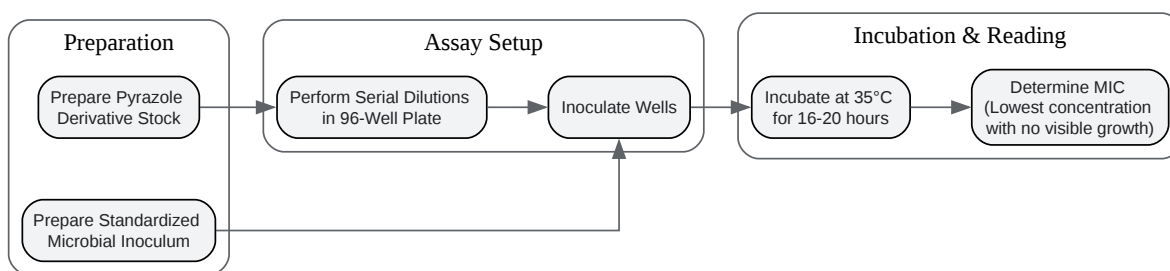 Preparation
Prepare Pyrazole
Derivative Stock
Prepare Standardized
Microbial Inoculum
Assay Setup
Perform Serial Dilutions
in 96-Well Plate
Inoculate Wells
Incubation & Reading
Incubate at 35°C
for 16-20 hours
Determine MIC
(Lowest concentration
with no visible growth)